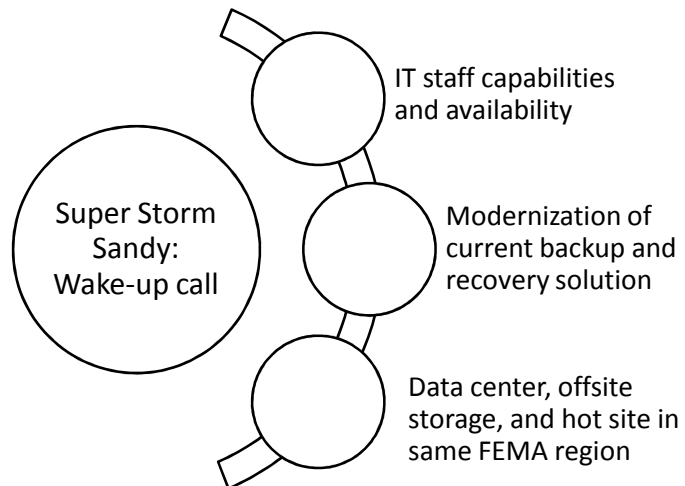 Super Storm
Sandy:
Wake-up call
IT staff capabilities
and availability
Modernization of
current backup and
recovery solution
Data center, offsite
storage, and hot site in
same FEMA region